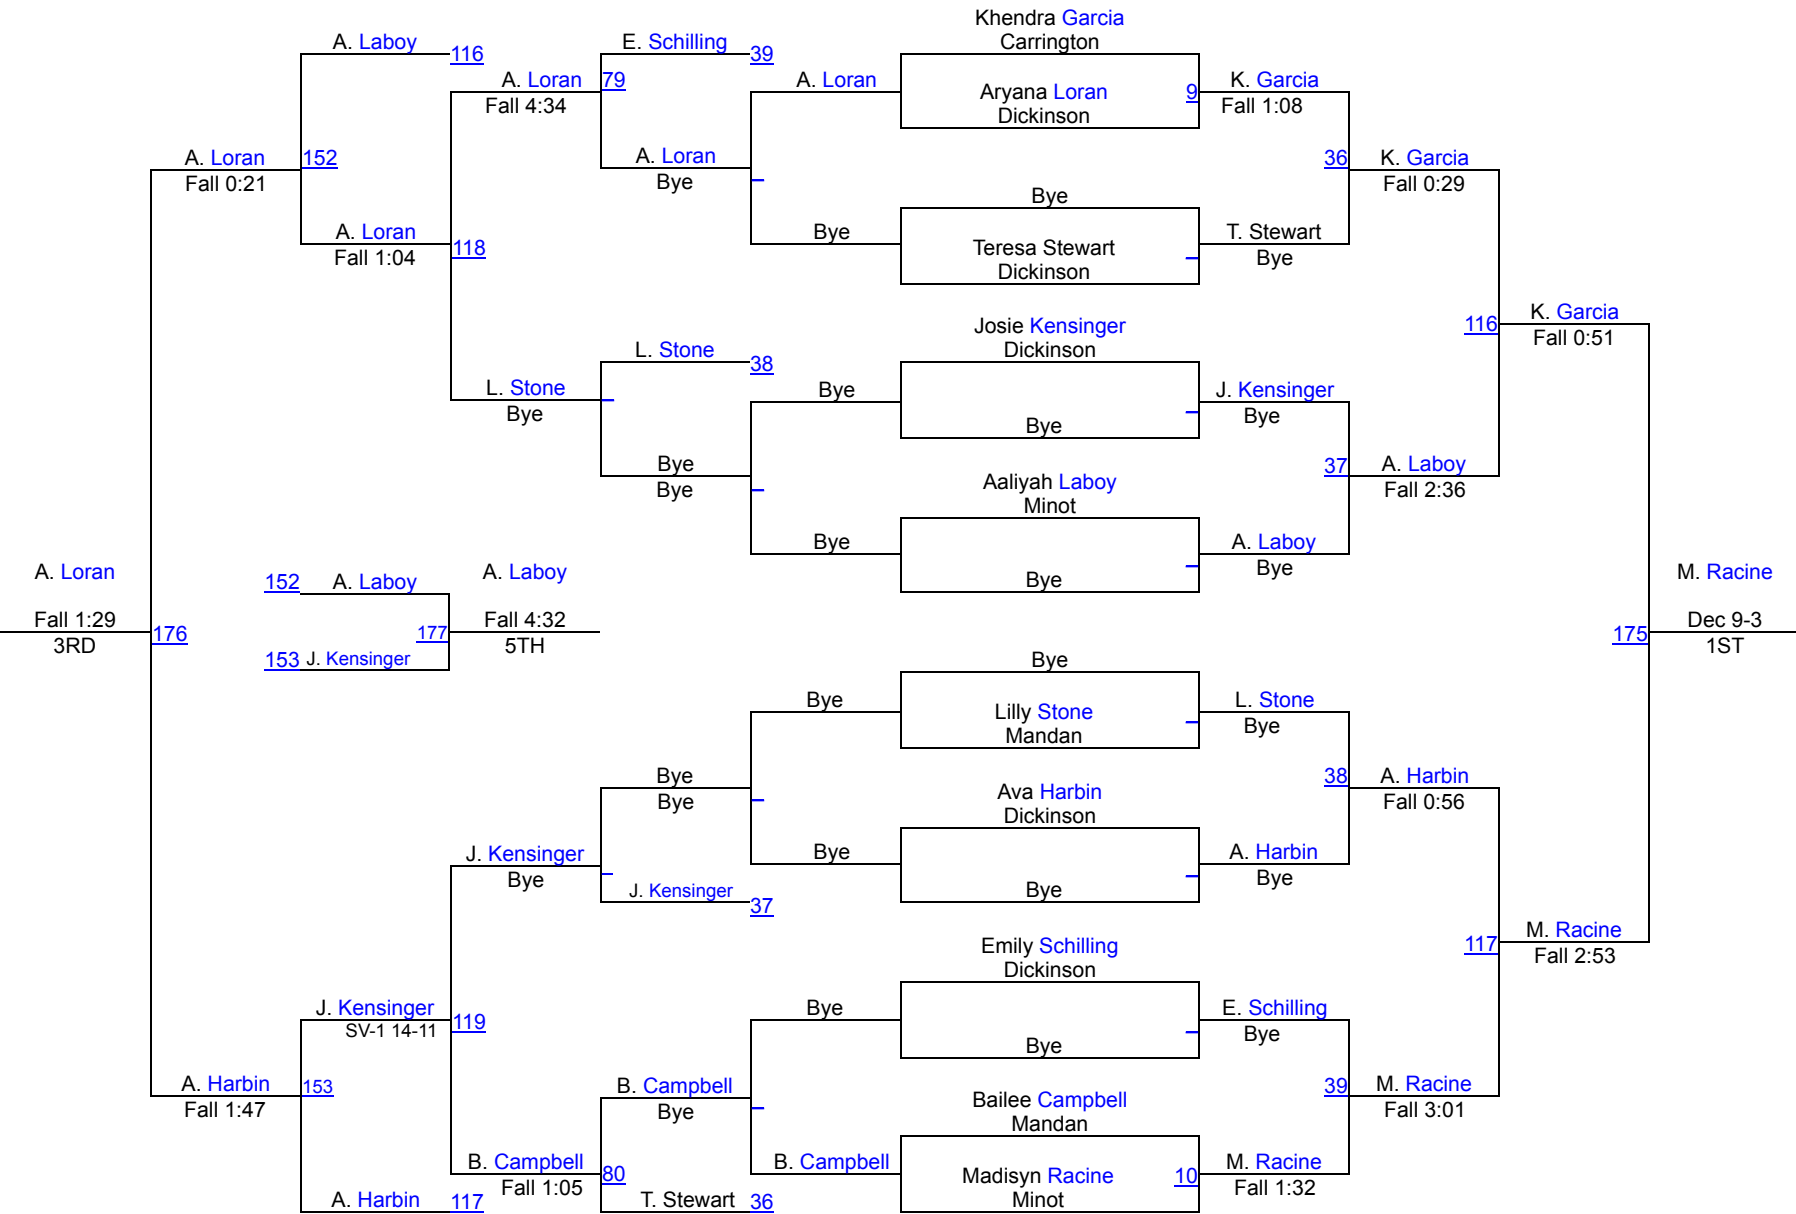 Khendra Garcia
Carrington
A. Laboy
116
E. Schilling
39
A. Loran
79
Fall 4:34
A. Loran
Aryana Loran
Dickinson
9
K. Garcia
Fall 1:08
A. Loran
Fall 0:21
152
A. Loran
Bye
36
K. Garcia
Fall 0:29
Bye
A. Loran
Fall 1:04
118
Bye
Teresa Stewart
Dickinson
T. Stewart
Bye
Josie Kensinger
Dickinson
116
K. Garcia
Fall 0:51
L. Stone
38
L. Stone
Bye
Bye
Bye
J. Kensinger
Bye
Bye
Bye
Aaliyah Laboy
Minot
37
A. Laboy
Fall 2:36
Bye
Bye
A. Laboy
Bye
A. Loran
Fall 1:29
3RD
176
152
A. Laboy
153
J. Kensinger
177
A. Laboy
Fall 4:32
5TH
M. Racine
175
Dec 9-3
1ST
Bye
Bye
Lilly Stone
Mandan
L. Stone
Bye
Bye
Bye
Ava Harbin
Dickinson
38
A. Harbin
Fall 0:56
J. Kensinger
Bye
Bye
Bye
A. Harbin
Bye
J. Kensinger
37
Emily Schilling
Dickinson
117
M. Racine
Fall 2:53
J. Kensinger
SV-1 14-11
119
Bye
Bye
E. Schilling
Bye
A. Harbin
Fall 1:47
153
B. Campbell
Bye
Bailee Campbell
Mandan
39
M. Racine
Fall 3:01
B. Campbell
Fall 1:05
80
B. Campbell
Madisyn Racine
Minot
10
M. Racine
Fall 1:32
A. Harbin
117
T. Stewart
36